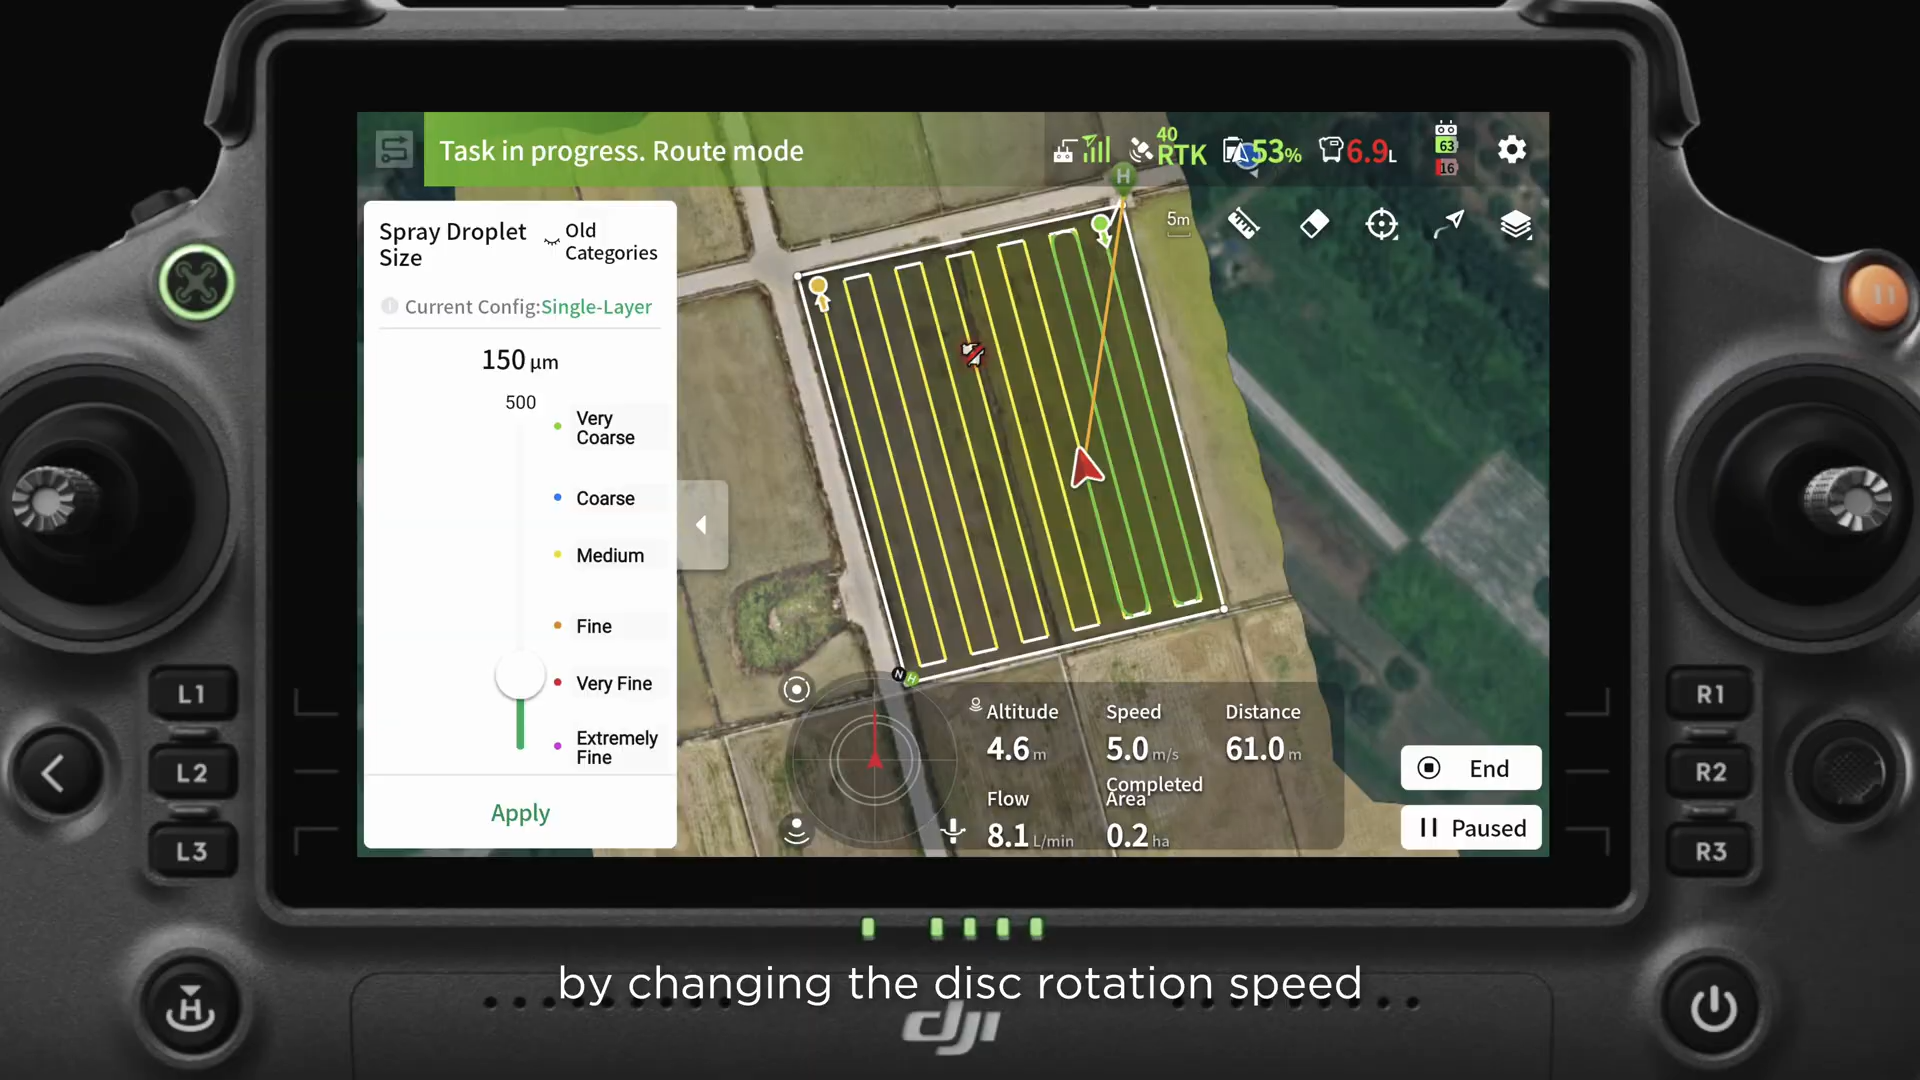 Task in progress. Route mode
40
RTK
53%
6.9L
63
16
Spray Droplet
Size
Old
Categories
Current Config:Single-Layer
150 μm
500
Very
Coarse
Coarse
Medium
Fine
Very Fine
Extremely
Fine
Apply
H
5m
N
H
Altitude
4.6 m
Speed
5.0 m/s
Distance
61.0 m
Flow
8.1 L/min
Completed
Area
0.2 ha
End
Paused
L1
L2
L3
R1
R2
R3
H
by changing the disc rotation speed
dji